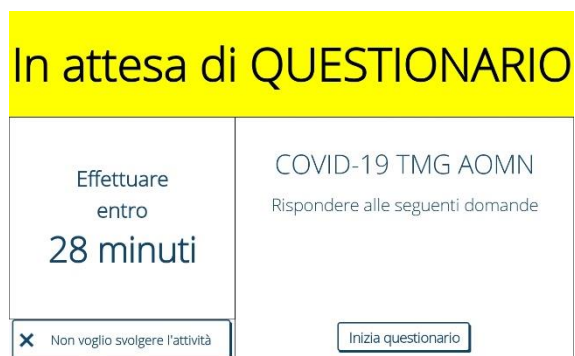 In attesa di QUESTIONARIO
Effettuare
entro
28 minuti
Non voglio svolgere l'attività
COVID-19 TMG AOMN
Rispondere alle seguenti domande
Inizia questionario